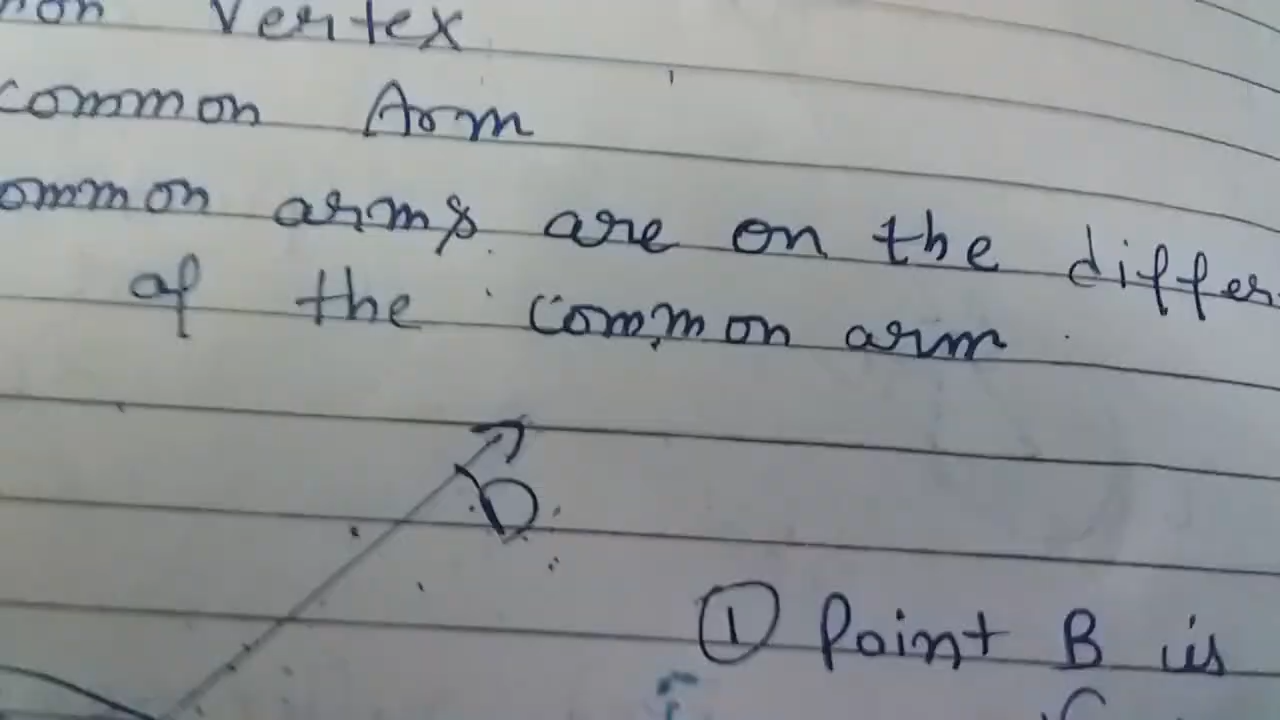 Vertex
common Arm
arms are on the
of the common arm
D
① Point B is